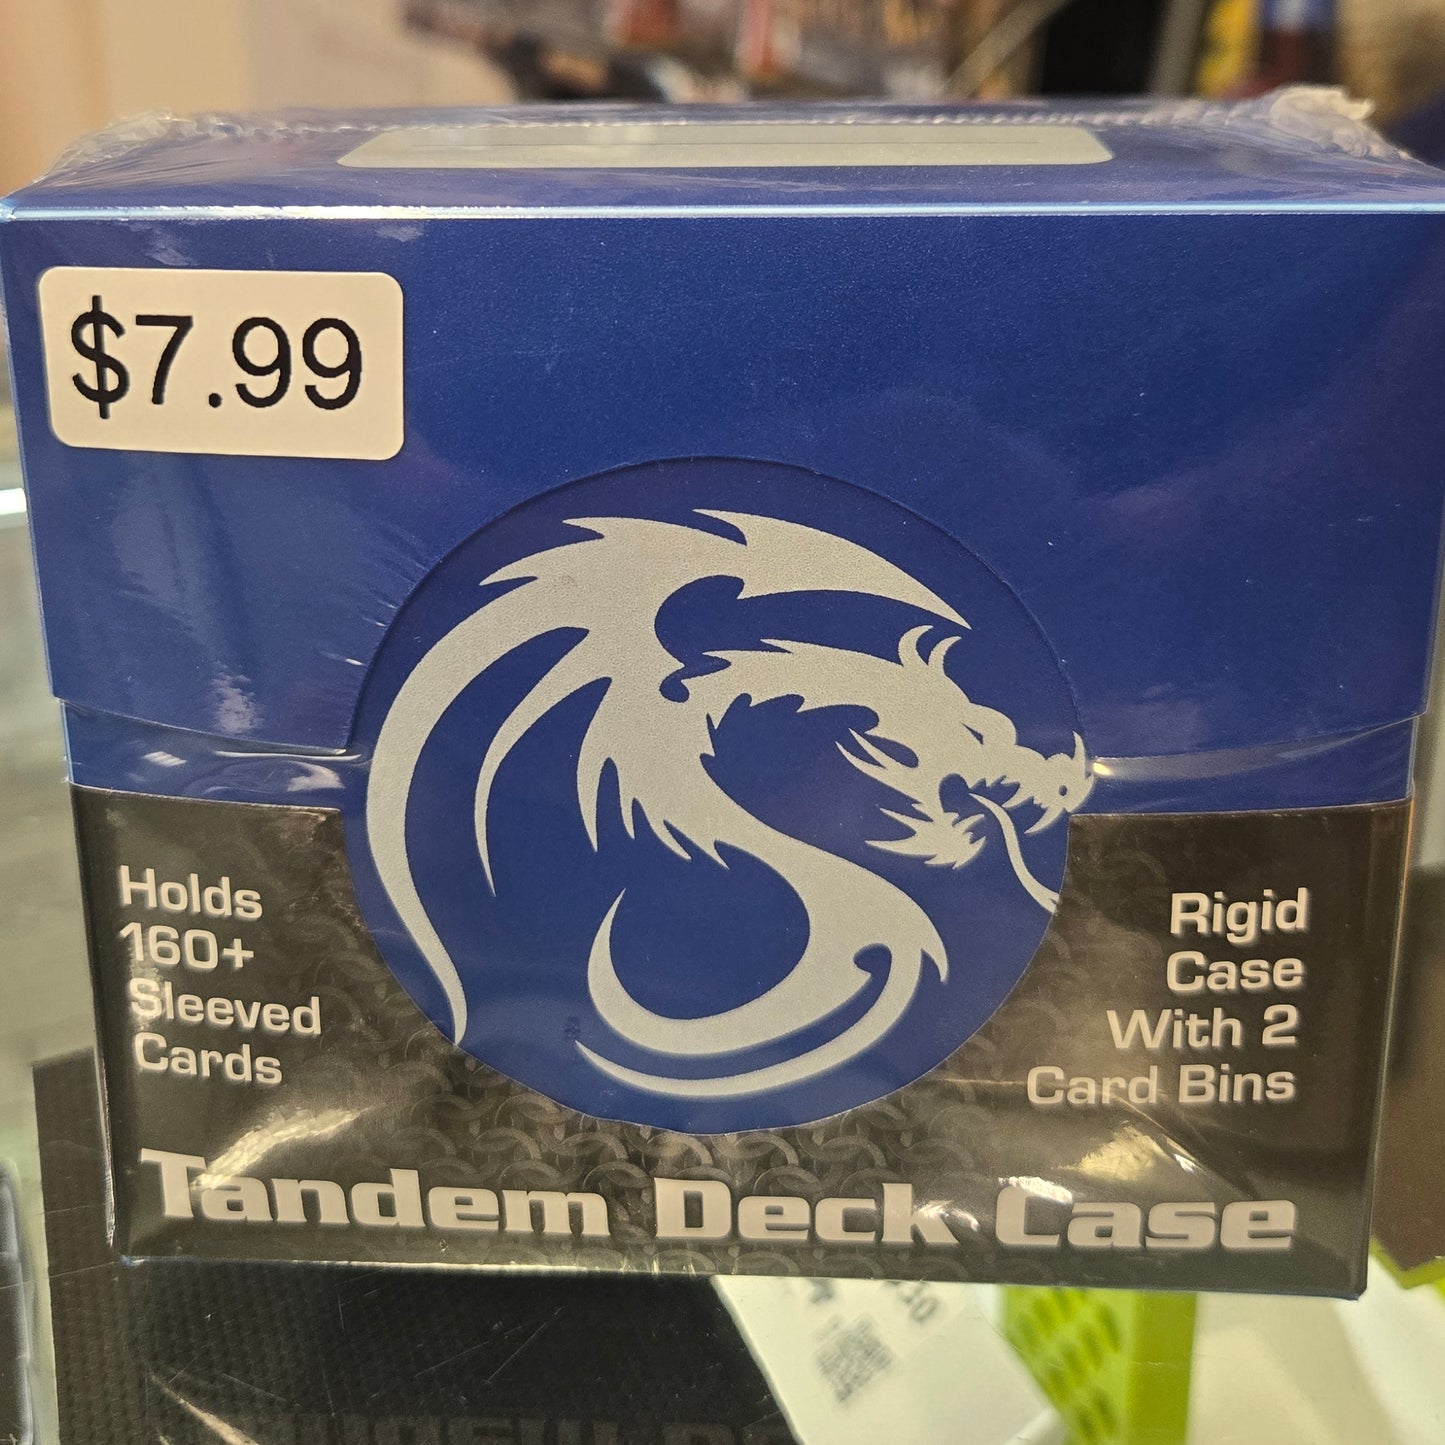 $7.99
Holds
160+
Sleeved
Cards
Rigid
Case
With 2
Card Bins
Tandem Deck Case